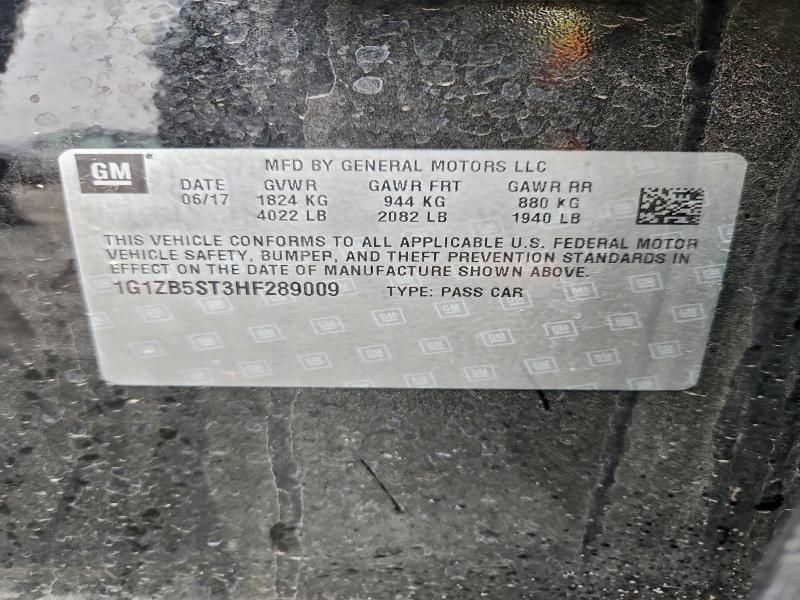 GM
MFD BY GENERAL MOTORS LLC
DATE GVWR GAWR FRT GAWR RR
06/17 1824 KG 944 KG 880 KG
4022 LB 2082 LB 1940 LB
THIS VEHICLE CONFORMS TO ALL APPLICABLE U.S. FEDERAL MOTOR
VEHICLE SAFETY, BUMPER, AND THEFT PREVENTION STANDARDS IN
EFFECT ON THE DATE OF MANUFACTURE SHOWN ABOVE.
1G1ZB5ST3HF289009 TYPE: PASS CAR